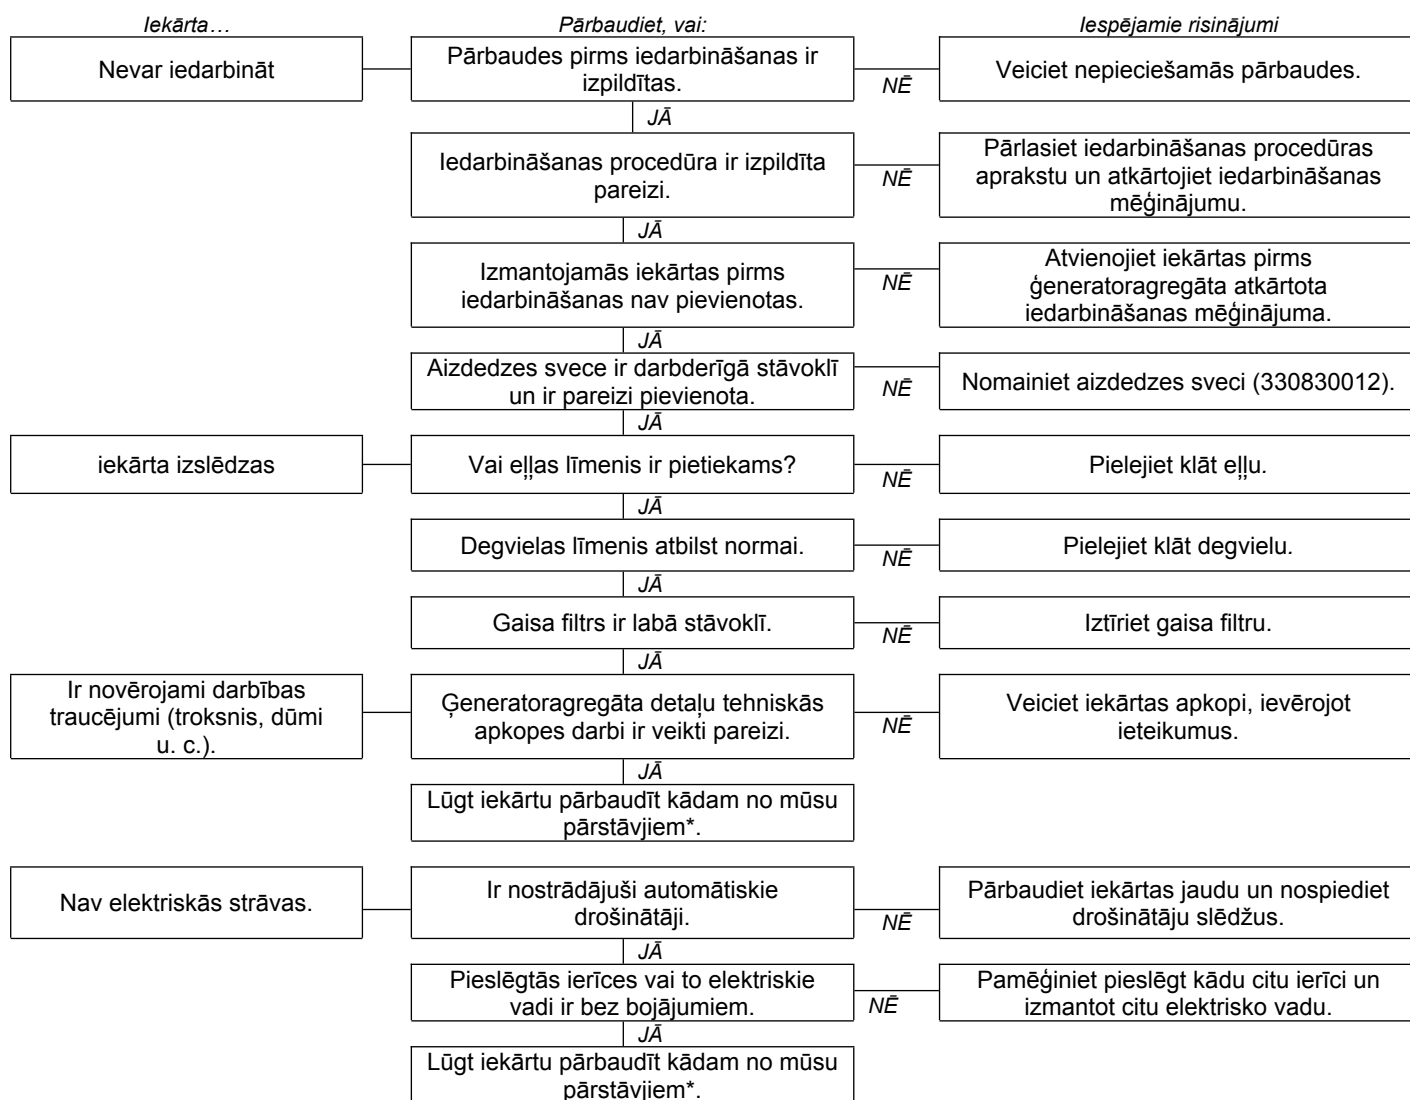 Iekārta…
Pārbaudiet, vai:
Iespējamie risinājumi
Nevar iedarbināt
Pārbaudes pirms iedarbināšanas ir
izpildītas.
NĒ
Veiciet nepieciešamās pārbaudes.
JĀ
Iedarbināšanas procedūra ir izpildīta
pareizi.
NĒ
Pārlasiet iedarbināšanas procedūras
aprakstu un atkārtojiet iedarbināšanas
mēģinājumu.
JĀ
Izmantojamās iekārtas pirms
iedarbināšanas nav pievienotas.
NĒ
Atvienojiet iekārtas pirms
ģeneratoragregāta atkārtota
iedarbināšanas mēģinājuma.
JĀ
Aizdedzes svece ir darbderīgā stāvoklī
un ir pareizi pievienota.
NĒ
Nomainiet aizdedzes sveci (330830012).
JĀ
iekārta izslēdzas
Vai eļļas līmenis ir pietiekams?
NĒ
Pielejiet klāt eļļu.
JĀ
Degvielas līmenis atbilst normai.
NĒ
Pielejiet klāt degvielu.
JĀ
Gaisa filtrs ir labā stāvoklī.
NĒ
Iztīriet gaisa filtru.
JĀ
Ir novērojami darbības
traucējumi (troksnis, dūmi
u. c.).
Ģeneratoragregāta detaļu tehniskās
apkopes darbi ir veikti pareizi.
NĒ
Veiciet iekārtas apkopi, ievērojot
ieteikumus.
JĀ
Lūgt iekārtu pārbaudīt kādam no mūsu
pārstāvjiem*.
Nav elektriskās strāvas.
Ir nostrādājuši automātiskie
drošinātāji.
NĒ
Pārbaudiet iekārtas jaudu un nospiediet
drošinātāju slēdžus.
JĀ
Pieslēgtās ierīces vai to elektriskie
vadi ir bez bojājumiem.
NĒ
Pamēģiniet pieslēgt kādu citu ierīci un
izmantot citu elektrisko vadu.
JĀ
Lūgt iekārtu pārbaudīt kādam no mūsu
pārstāvjiem*.